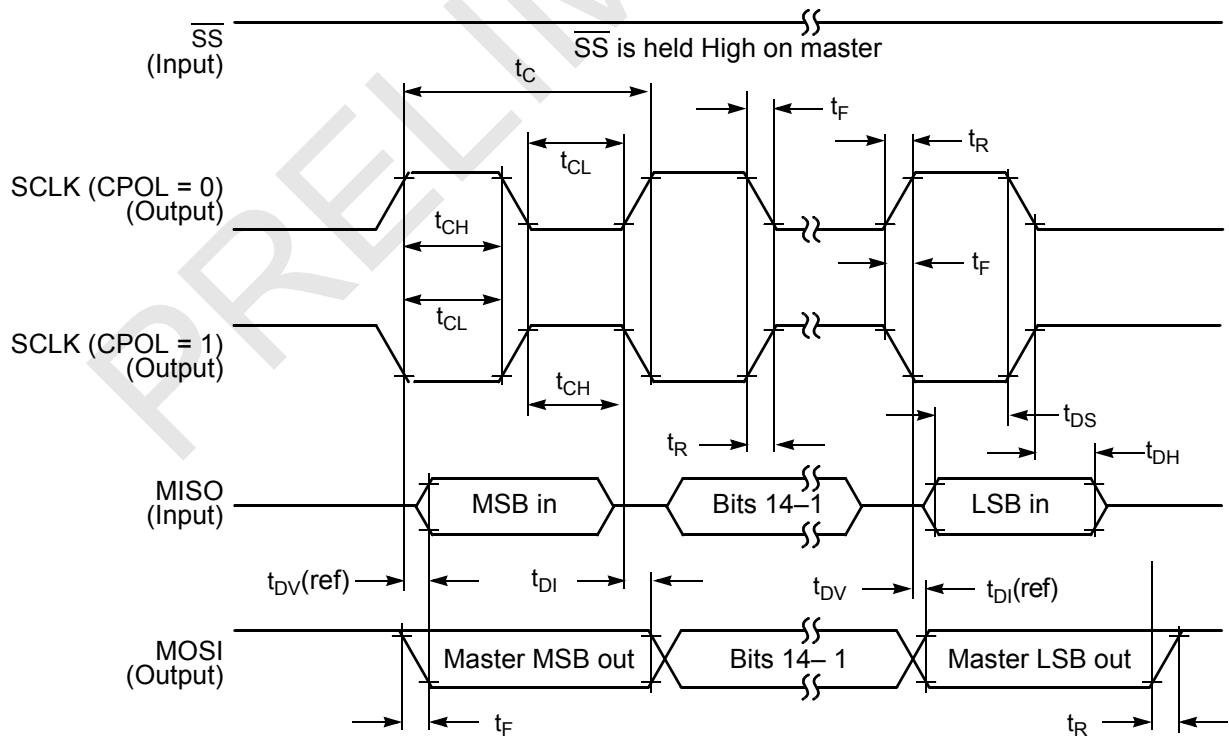 SS
(Input)
SS is held High on master
tC
tF
tR
tCL
SCLK (CPOL = 0)
(Output)
tCH
tF
tCL
SCLK (CPOL = 1)
(Output)
tCH
tDS
tR
tDH
MISO
(Input)
MSB in
Bits 14–1
LSB in
tDV(ref)
tDI
tDV
tDI(ref)
MOSI
(Output)
Master MSB out
Bits 14– 1
Master LSB out
tF
tR
PRELIM